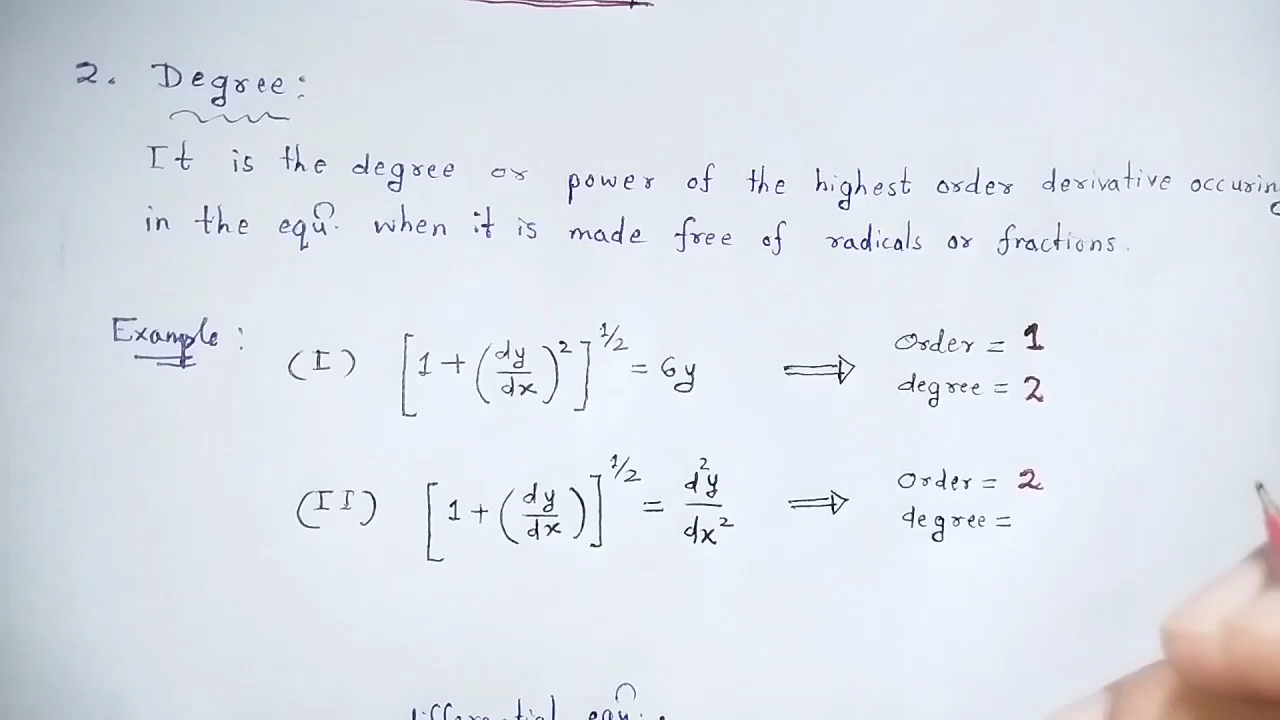 2. Degree:
It is the degree or power of the highest order derivative occuring
in the equn. when it is made free of radicals or fractions.
Example: (I) [1+(dy/dx)²]^1/2 = 6y ⟹ Order = 1
degree = 2
(II) [1+(dy/dx)]^1/2 = d²y/dx² ⟹ Order = 2
degree =